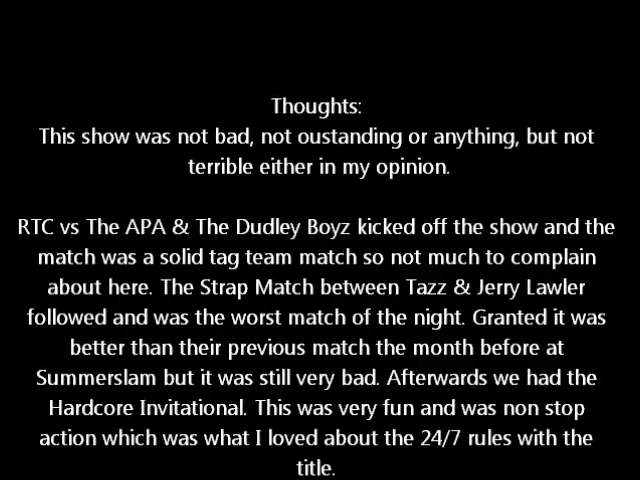 Thoughts:
This show was not bad, not oustanding or anything, but not
terrible either in my opinion.
RTC vs The APA & The Dudley Boyz kicked off the show and the
match was a solid tag team match so not much to complain
about here. The Strap Match between Tazz & Jerry Lawler
followed and was the worst match of the night. Granted it was
better than their previous match the month before at
Summerslam but it was still very bad. Afterwards we had the
Hardcore Invitational. This was very fun and was non stop
action which was what I loved about the 24/7 rules with the
title.